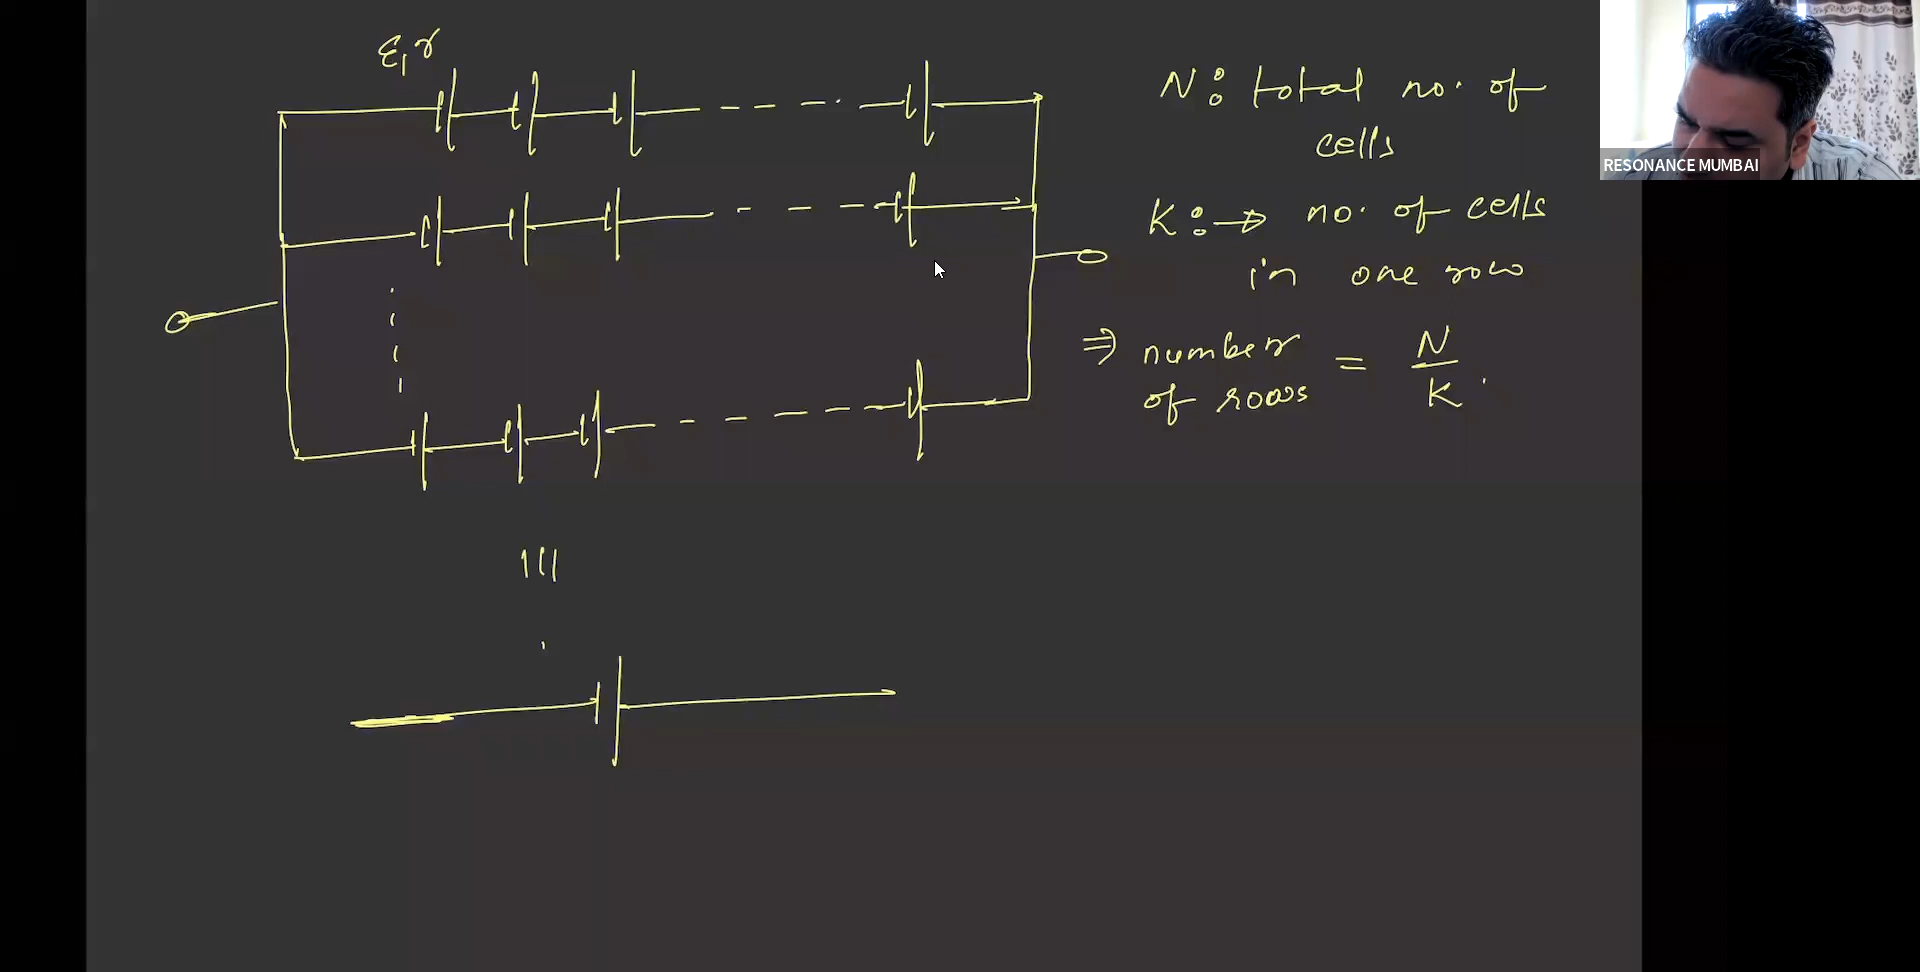 ε, r
N: total no. of
cells
K: → no. of cells
in one row
⇒ number
of rows = N/K
RESONANCE MUMBAI